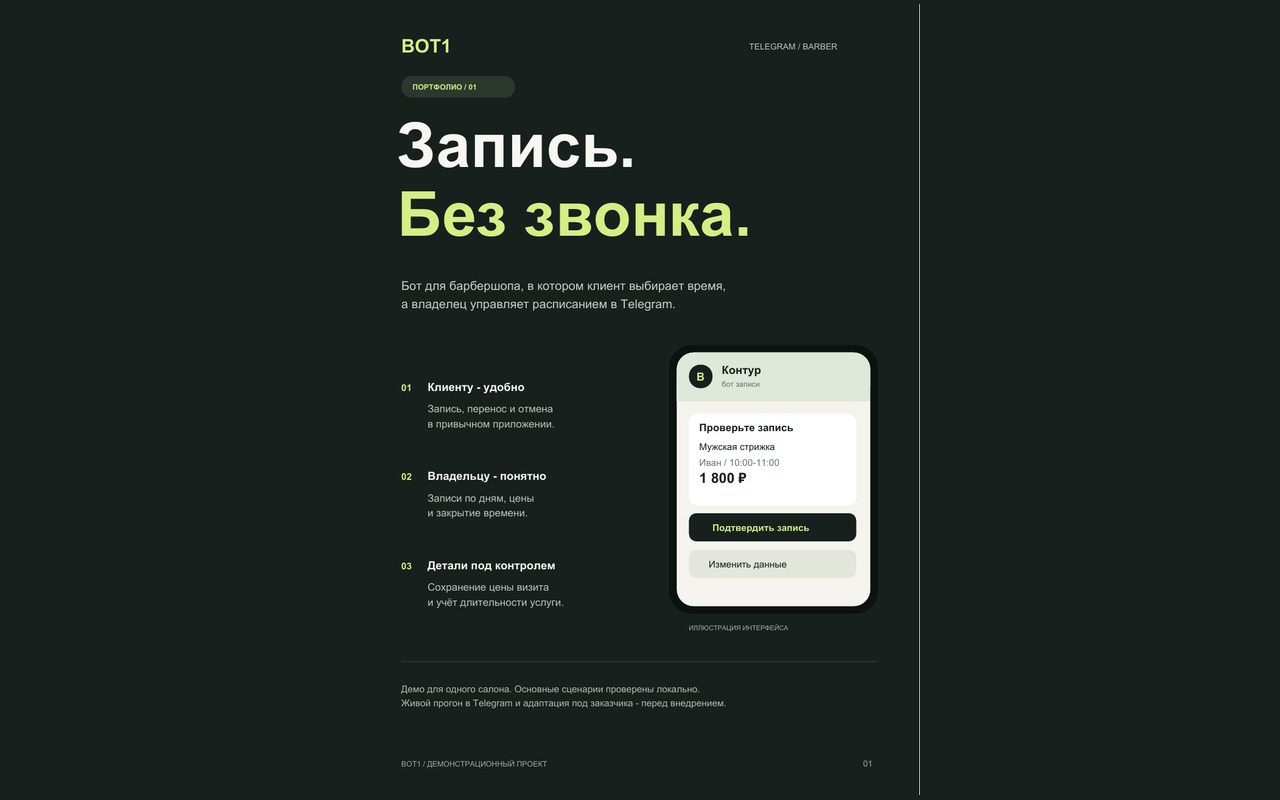 BOT1
TELEGRAM / BARBER
ПОРТФОЛИО / 01
Запись.
Без звонка.
Бот для барбершопа, в котором клиент выбирает время,
а владелец управляет расписанием в Telegram.
01 Клиенту - удобно
Запись, перенос и отмена
в привычном приложении.
02 Владельцу - понятно
Записи по дням, цены
и закрытие времени.
03 Детали под контролем
Сохранение цены визита
и учёт длительности услуги.
B
Контур
бот записи
Проверьте запись
Мужская стрижка
Иван / 10:00-11:00
1 800 ₽
Подтвердить запись
Изменить данные
ИЛЛЮСТРАЦИЯ ИНТЕРФЕЙСА
Демо для одного салона. Основные сценарии проверены локально.
Живой прогон в Telegram и адаптация под заказчика - перед внедрением.
BOT1 / ДЕМОНСТРАЦИОННЫЙ ПРОЕКТ
01